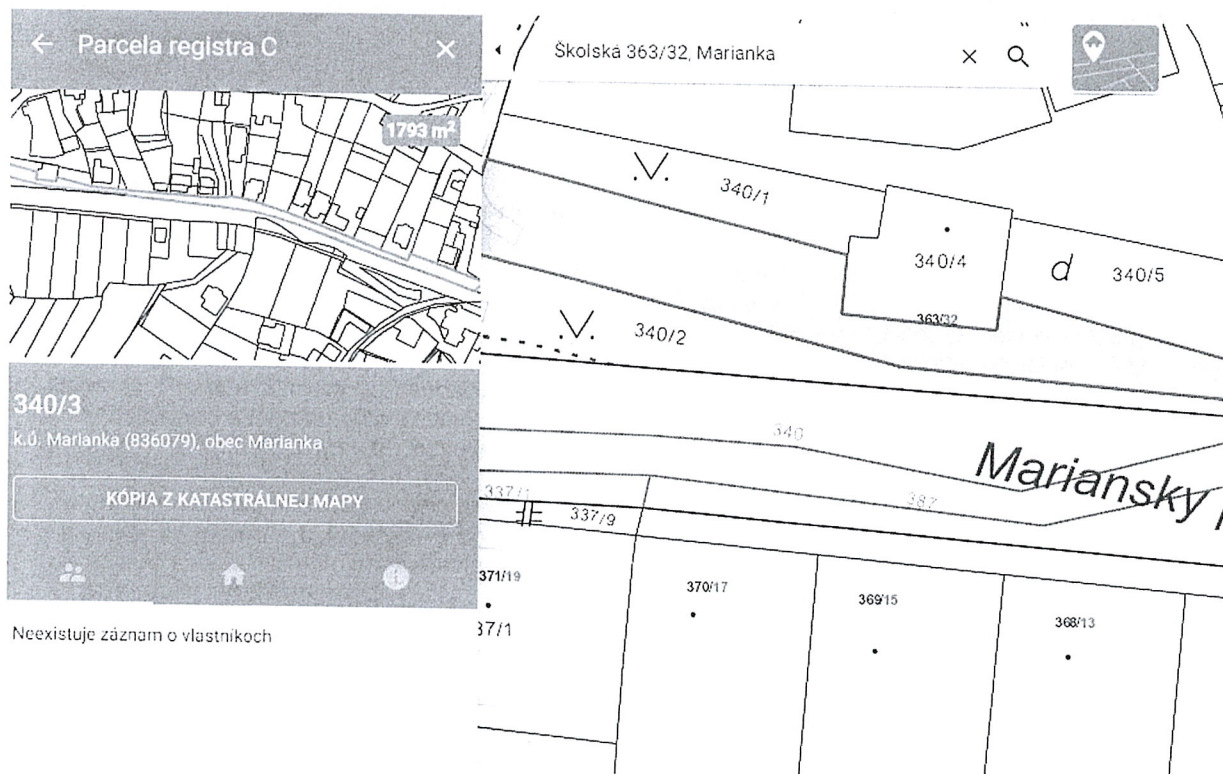 Parcela registra C
1793 m²
340/3
k.ú. Marianka (836079), obec Marianka
KÓPIA Z KATASTRÁLNEJ MAPY
Neexistuje záznam o vlastníkoch
Školská 363/32, Marianka
340/1
340/4
d
340/5
363/32
340/2
340
Mariansky
387
337/1
337/9
371/19
37/1
370/17
369/15
368/13